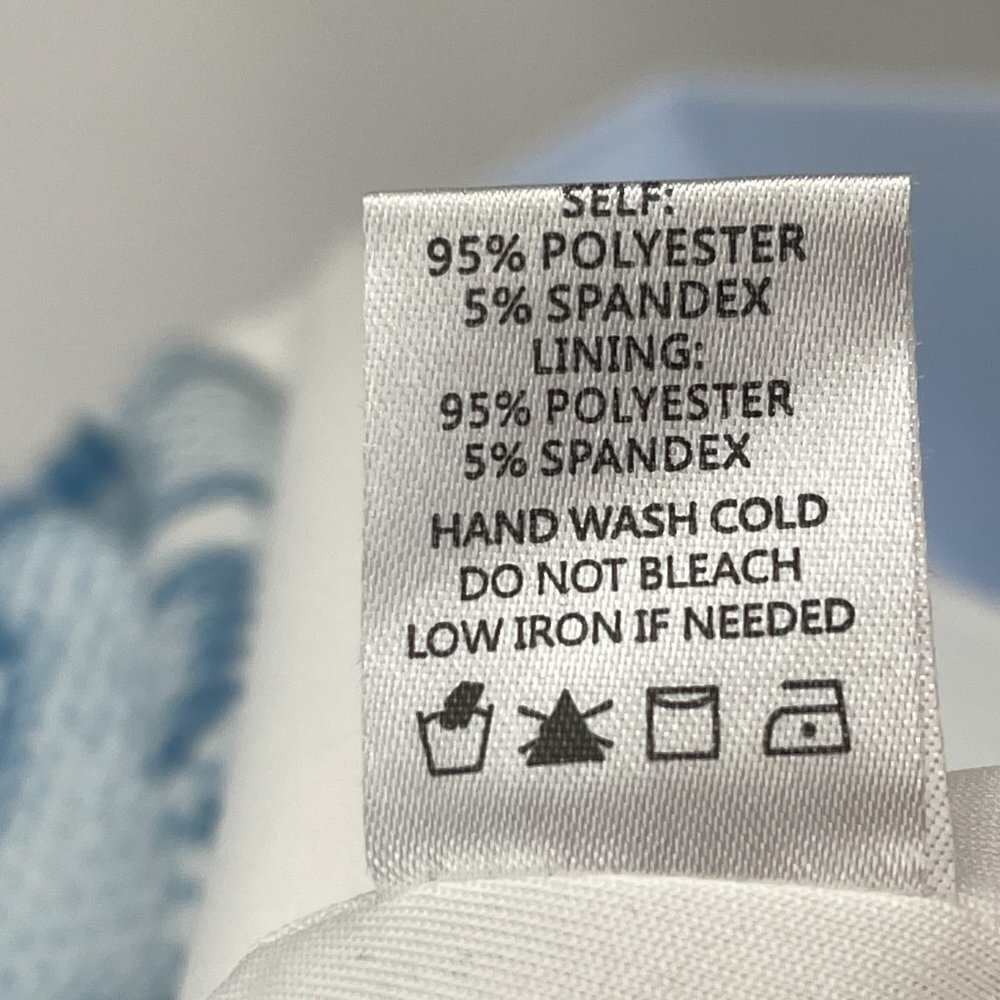 SELF:
95% POLYESTER
5% SPANDEX
LINING:
95% POLYESTER
5% SPANDEX
HAND WASH COLD
DO NOT BLEACH
LOW IRON IF NEEDED